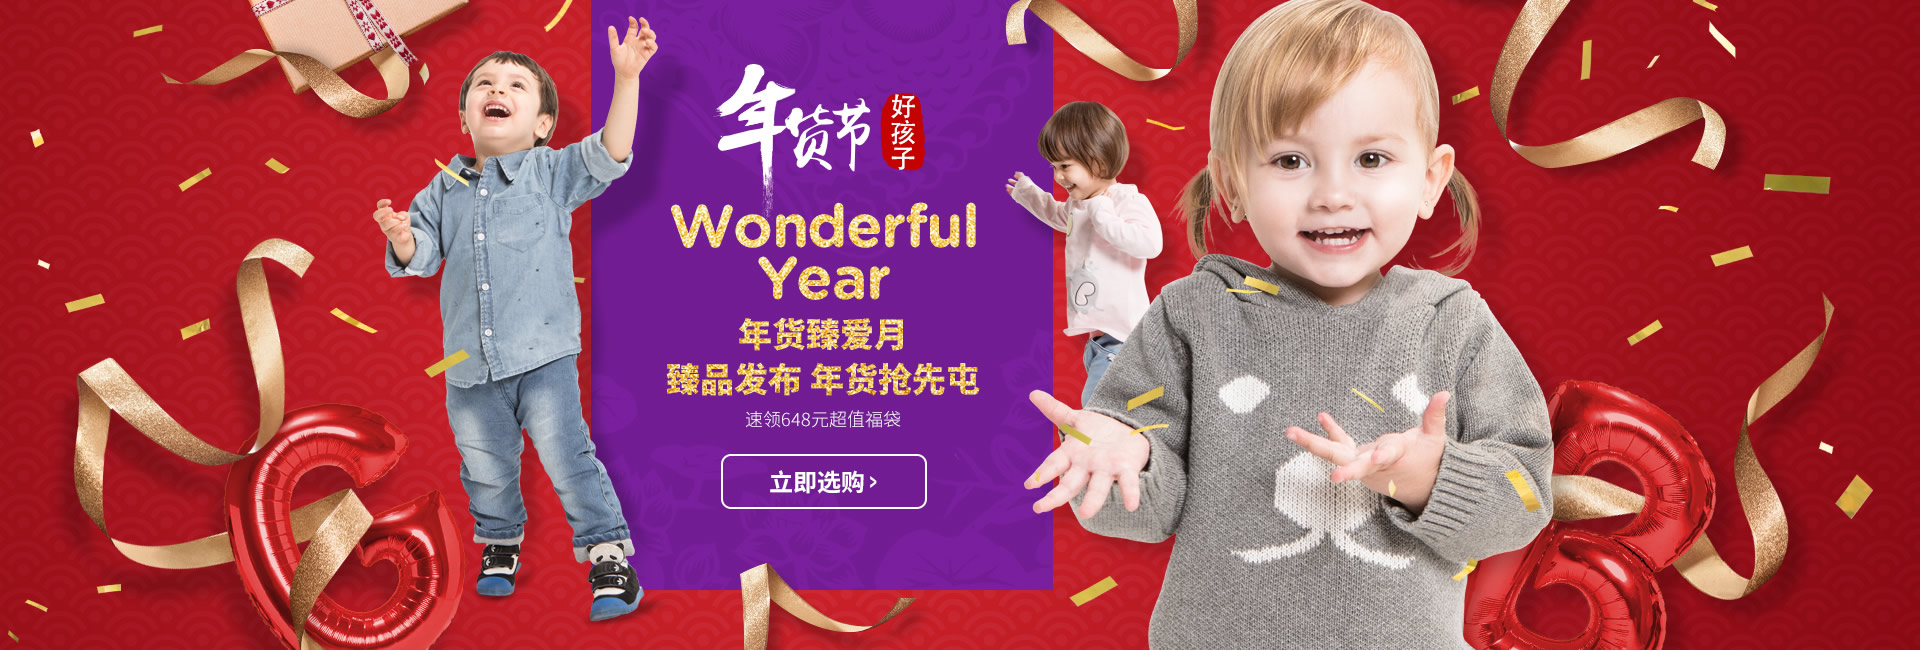 年货节
好孩子
Wonderful
Year
年货臻爱月
臻品发布 年货抢先屯
速领648元超值福袋
立即选购 ›
G
B